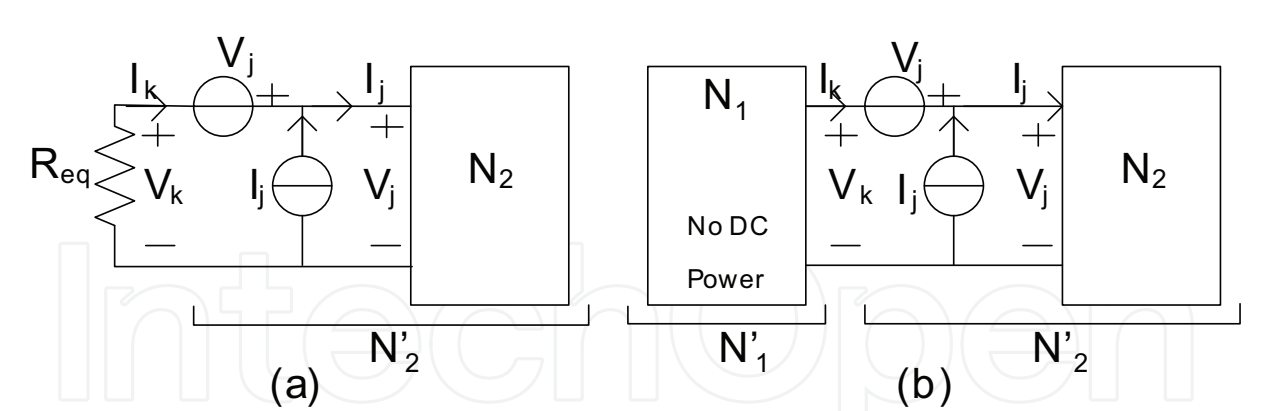 I_k V_j + I_j
+ +
R_eq V_k I_j V_j N_2
− −
N'_2
(a)
N_1 I_k V_j + I_j
+ +
V_k I_j V_j N_2
No DC
Power
− −
N'_1 N'_2
(b)
IntechOpen